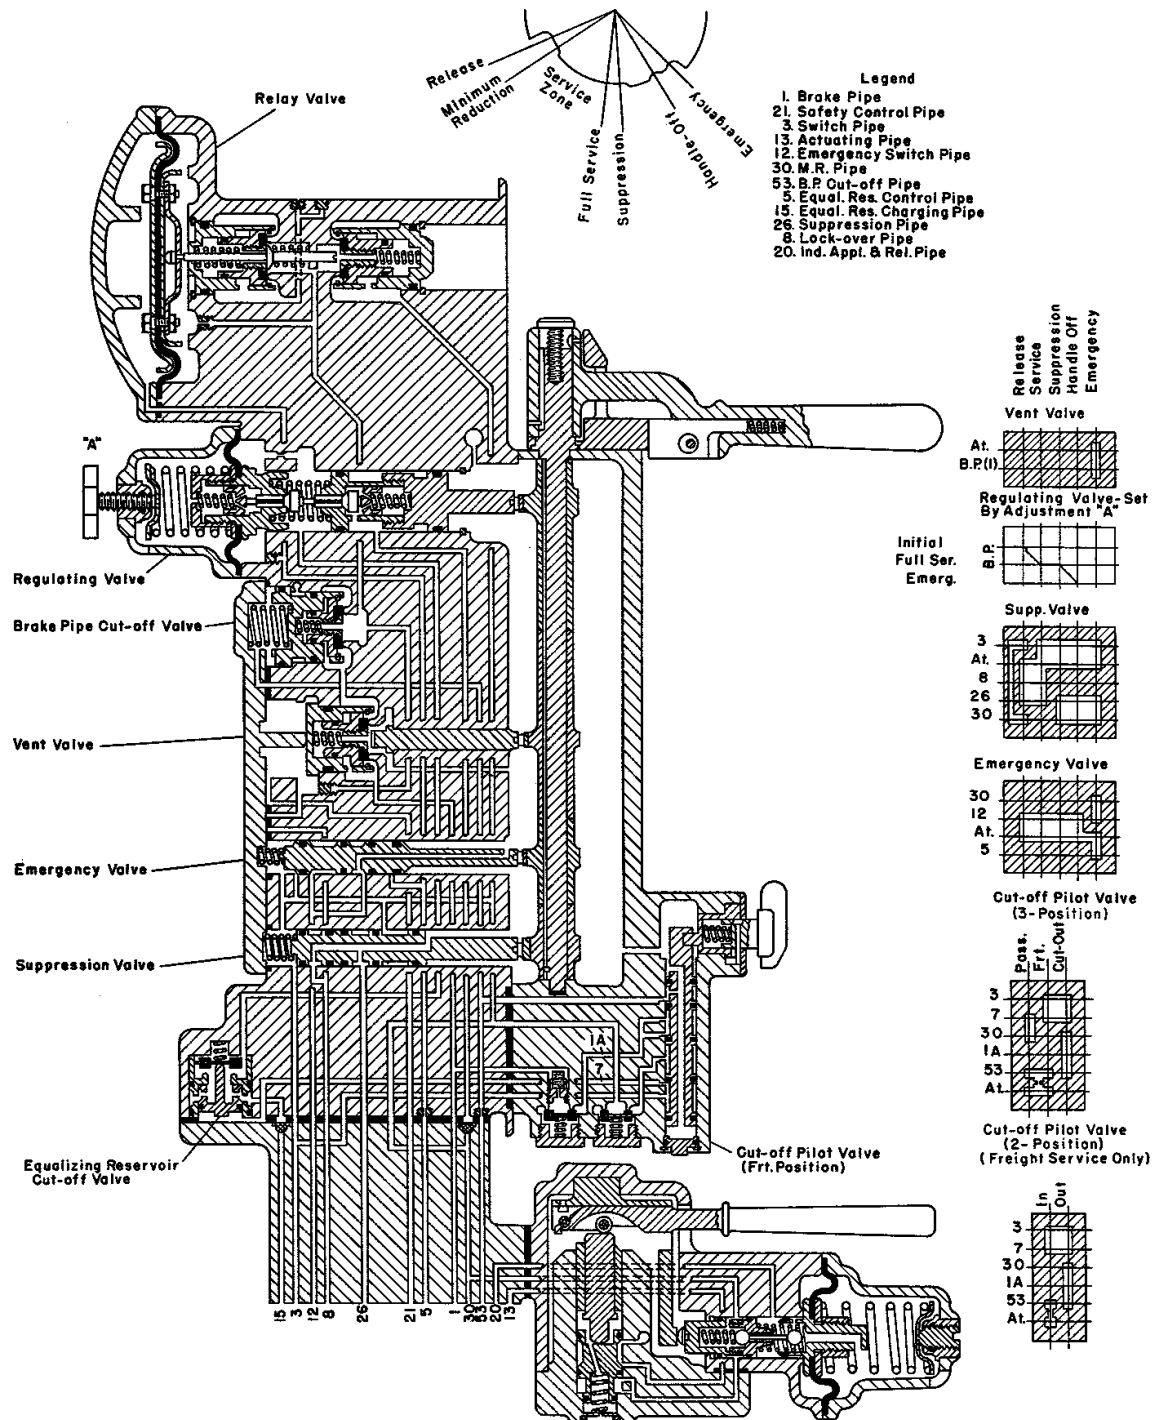 Release
Minimum
Reduction
Service
Zone
Full Service
Suppression
Handle-Off
Emergency
Legend
1. Brake Pipe
21. Safety Control Pipe
3. Switch Pipe
13. Actuating Pipe
12. Emergency Switch Pipe
30. M.R. Pipe
53. B.P. Cut-off Pipe
5. Equal. Res. Control Pipe
15. Equal. Res. Charging Pipe
26. Suppression Pipe
8. Lock-over Pipe
20. Ind. Appl. & Rel. Pipe
Relay Valve
"A"
Regulating Valve
Brake Pipe Cut-off Valve
Vent Valve
Emergency Valve
Suppression Valve
Equalizing Reservoir
Cut-off Valve
1A
7
Cut-off Pilot Valve
(Frt. Position)
15
3
12
8
26
21
5
1
30
53
20
13
Release
Service
Suppression
Handle Off
Emergency
Vent Valve
At.
B.P.(1)
Regulating Valve-Set
By Adjustment "A"
Initial
Full Ser.
Emerg.
B.P.
Supp. Valve
3
At.
8
26
30
Emergency Valve
30
12
At.
5
Cut-off Pilot Valve
(3-Position)
Pass.
Frt.
Cut-Out
3
7
30
1A
53
At.
Cut-off Pilot Valve
(2-Position)
(Freight Service Only)
In
Out
3
7
30
1A
53
At.